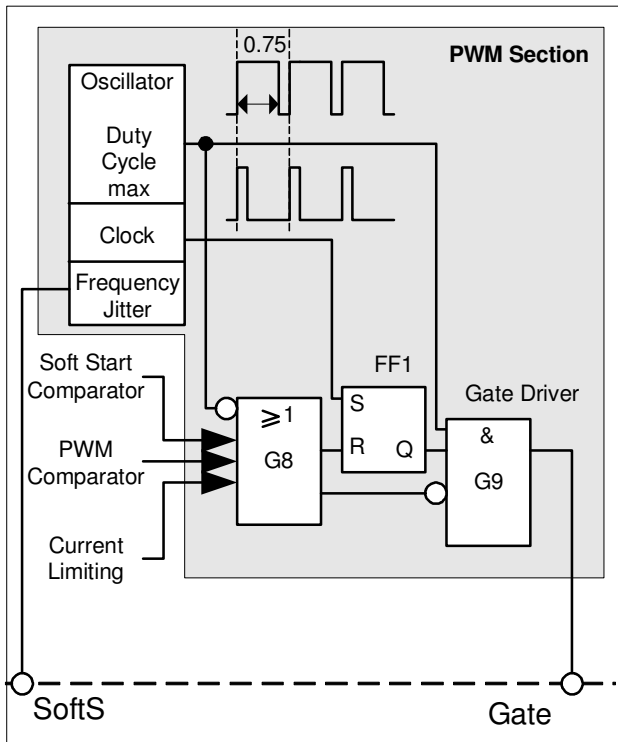 0.75
PWM Section
Oscillator
Duty
Cycle
max
Clock
Frequency
Jitter
Soft Start
Comparator
PWM
Comparator
Current
Limiting
≥1
G8
FF1
S
R
Q
Gate Driver
&
G9
SoftS
Gate